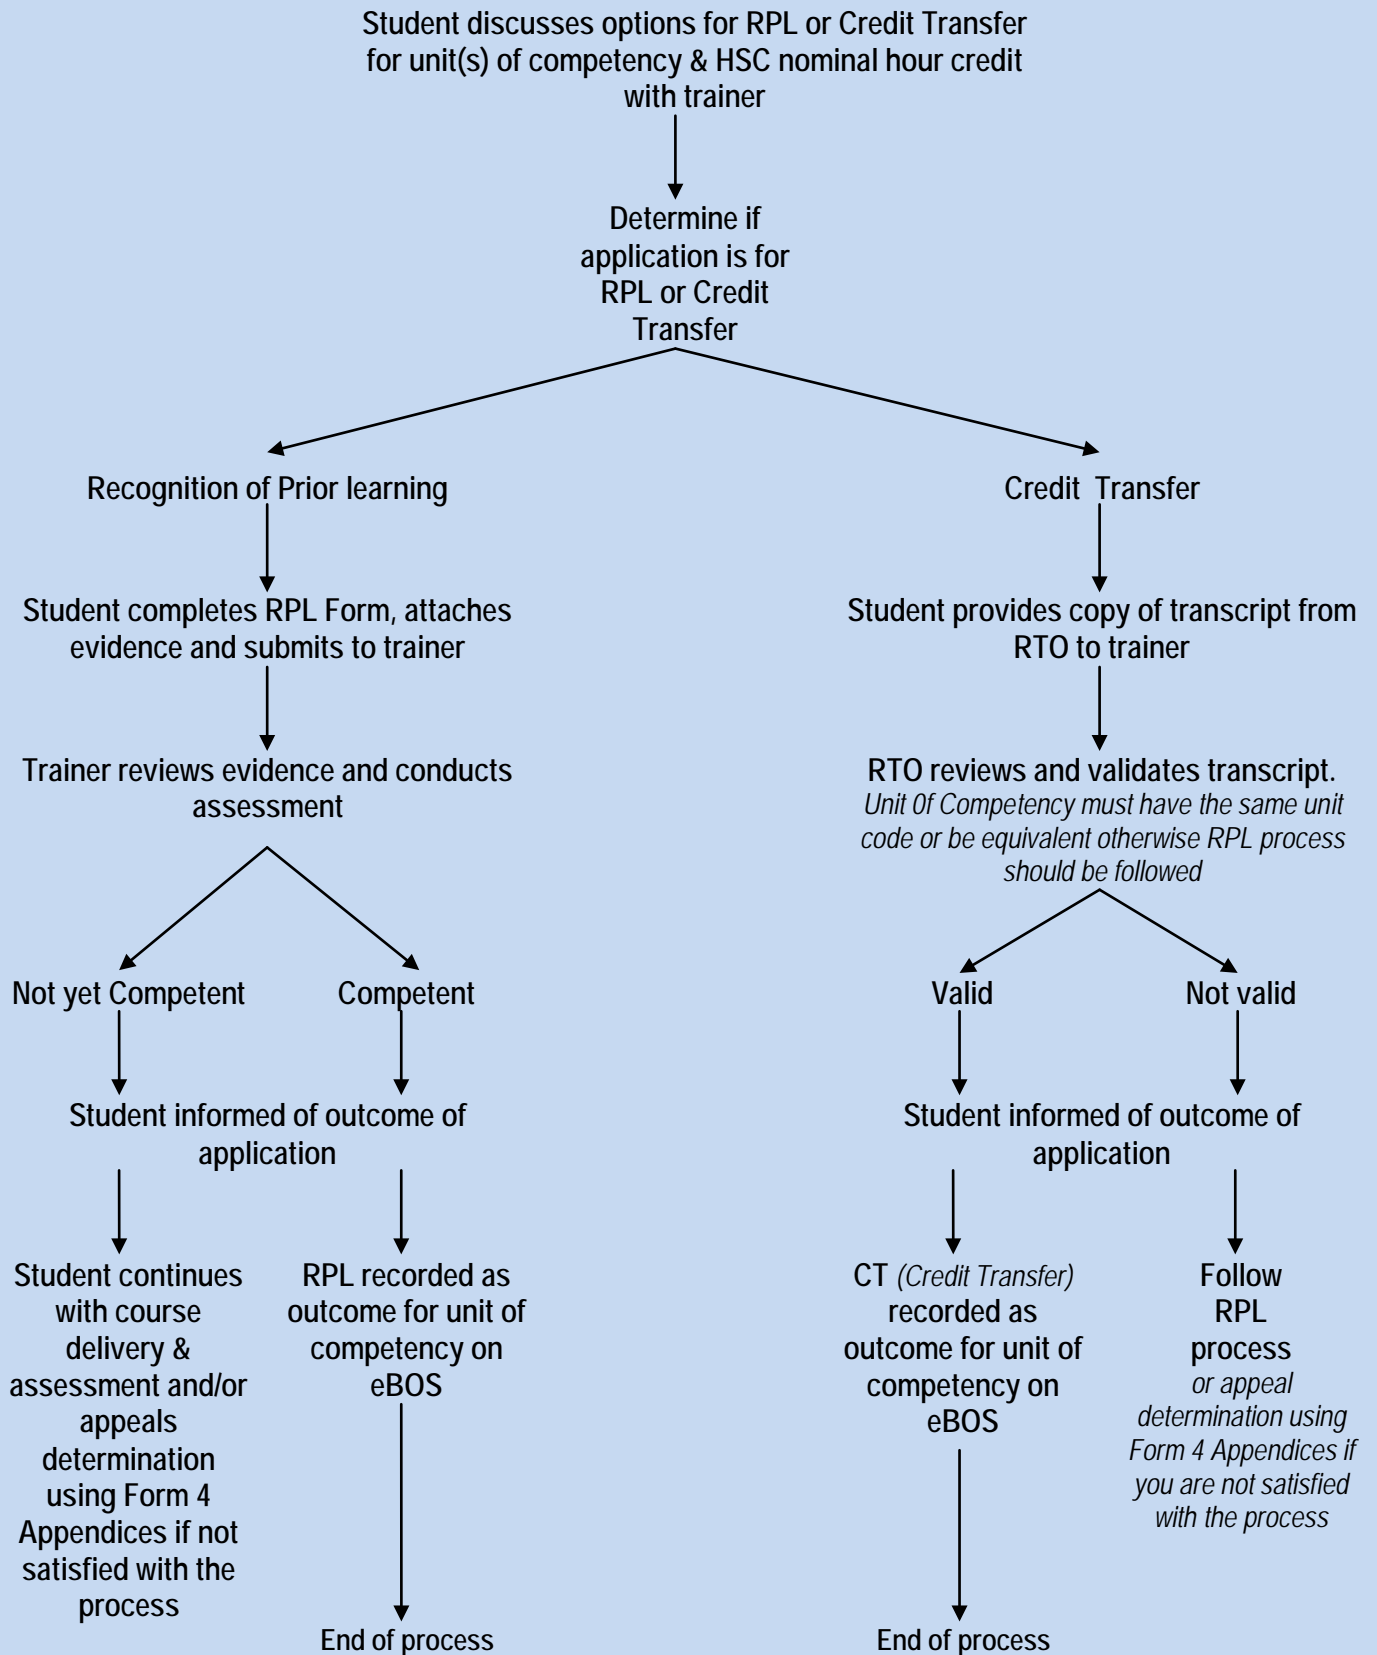 Student discusses options for RPL or Credit Transfer
for unit(s) of competency & HSC nominal hour credit
with trainer
Determine if
application is for
RPL or Credit
Transfer
Recognition of Prior learning
Student completes RPL Form, attaches
evidence and submits to trainer
Trainer reviews evidence and conducts
assessment
Not yet Competent
Competent
Student informed of outcome of
application
Student continues
with course
delivery &
assessment and/or
appeals
determination
using Form 4
Appendices if not
satisfied with the
process
RPL recorded as
outcome for unit of
competency on
eBOS
End of process
Credit Transfer
Student provides copy of transcript from
RTO to trainer
RTO reviews and validates transcript.
Unit 0f Competency must have the same unit
code or be equivalent otherwise RPL process
should be followed
Valid
Not valid
Student informed of outcome of
application
CT (Credit Transfer)
recorded as
outcome for unit of
competency on
eBOS
End of process
Follow
RPL
process
or appeal
determination using
Form 4 Appendices if
you are not satisfied
with the process